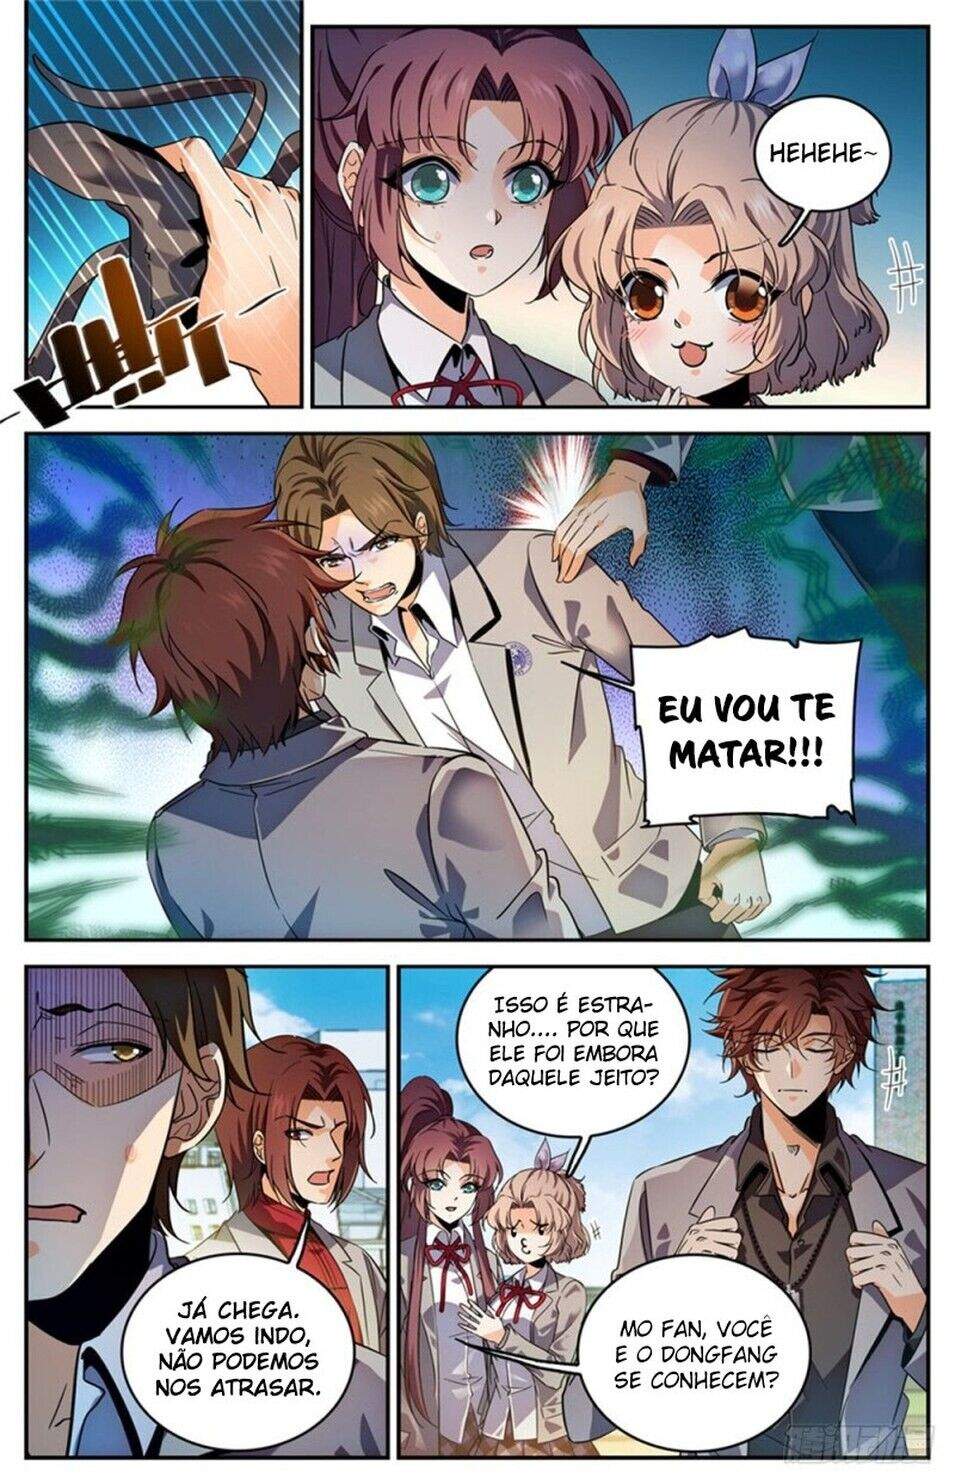 HEHEHE~
EU VOU TE
MATAR!!!
JÁ CHEGA.
VAMOS INDO,
NÃO PODEMOS
NOS ATRASAR.
ISSO É ESTRA-
NHO.... POR QUE
ELE FOI EMBORA
DAQUELE JEITO?
MO FAN, VOCÊ
E O DONGFANG
SE CONHECEM?